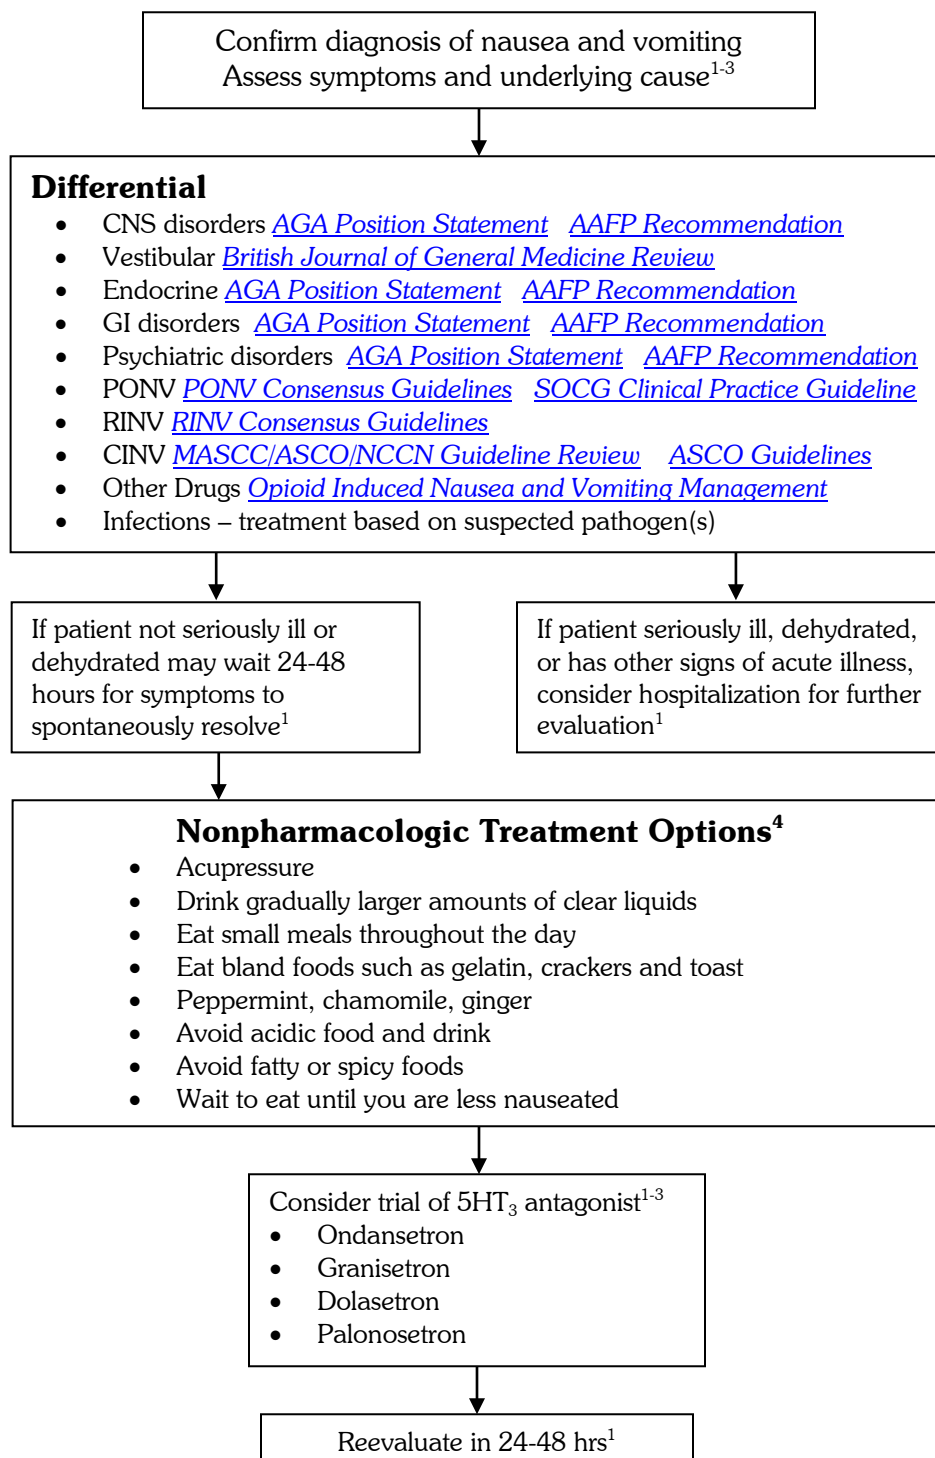 Confirm diagnosis of nausea and vomiting
Assess symptoms and underlying cause1-3
Differential
• CNS disorders AGA Position Statement AAFP Recommendation
• Vestibular British Journal of General Medicine Review
• Endocrine AGA Position Statement AAFP Recommendation
• GI disorders AGA Position Statement AAFP Recommendation
• Psychiatric disorders AGA Position Statement AAFP Recommendation
• PONV PONV Consensus Guidelines SOCG Clinical Practice Guideline
• RINV RINV Consensus Guidelines
• CINV MASCC/ASCO/NCCN Guideline Review ASCO Guidelines
• Other Drugs Opioid Induced Nausea and Vomiting Management
• Infections – treatment based on suspected pathogen(s)
If patient not seriously ill or
dehydrated may wait 24-48
hours for symptoms to
spontaneously resolve1
If patient seriously ill, dehydrated,
or has other signs of acute illness,
consider hospitalization for further
evaluation1
Nonpharmacologic Treatment Options4
• Acupressure
• Drink gradually larger amounts of clear liquids
• Eat small meals throughout the day
• Eat bland foods such as gelatin, crackers and toast
• Peppermint, chamomile, ginger
• Avoid acidic food and drink
• Avoid fatty or spicy foods
• Wait to eat until you are less nauseated
Consider trial of 5HT3 antagonist1-3
• Ondansetron
• Granisetron
• Dolasetron
• Palonosetron
Reevaluate in 24-48 hrs1